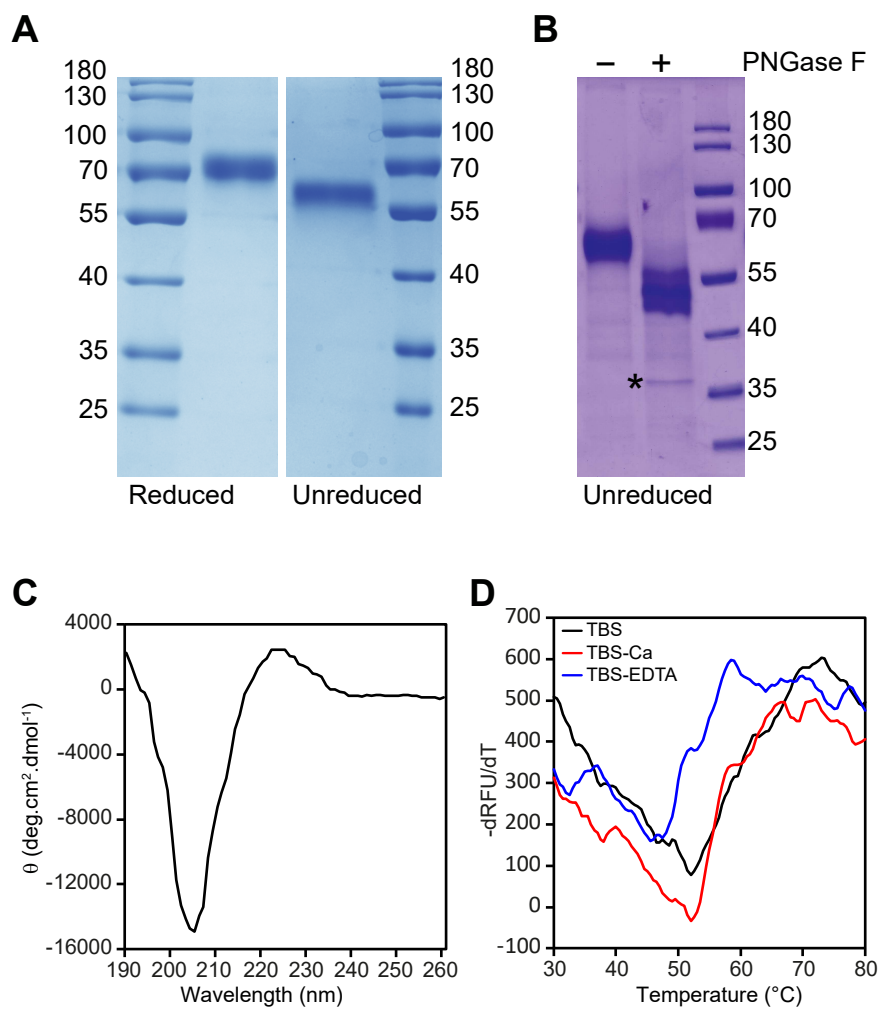 A
180
130
100
70
55
40
35
25
180
130
100
70
55
40
35
25
Reduced
Unreduced
B
− + PNGase F
180
130
100
70
55
40
35
25
*
Unreduced
C
4000
0
-4000
-8000
-12000
-16000
θ (deg.cm².dmol⁻¹)
190 200 210 220 230 240 250 260
Wavelength (nm)
D
700
600
500
400
300
200
100
0
-100
-dRFU/dT
TBS
TBS-Ca
TBS-EDTA
30 40 50 60 70 80
Temperature (°C)